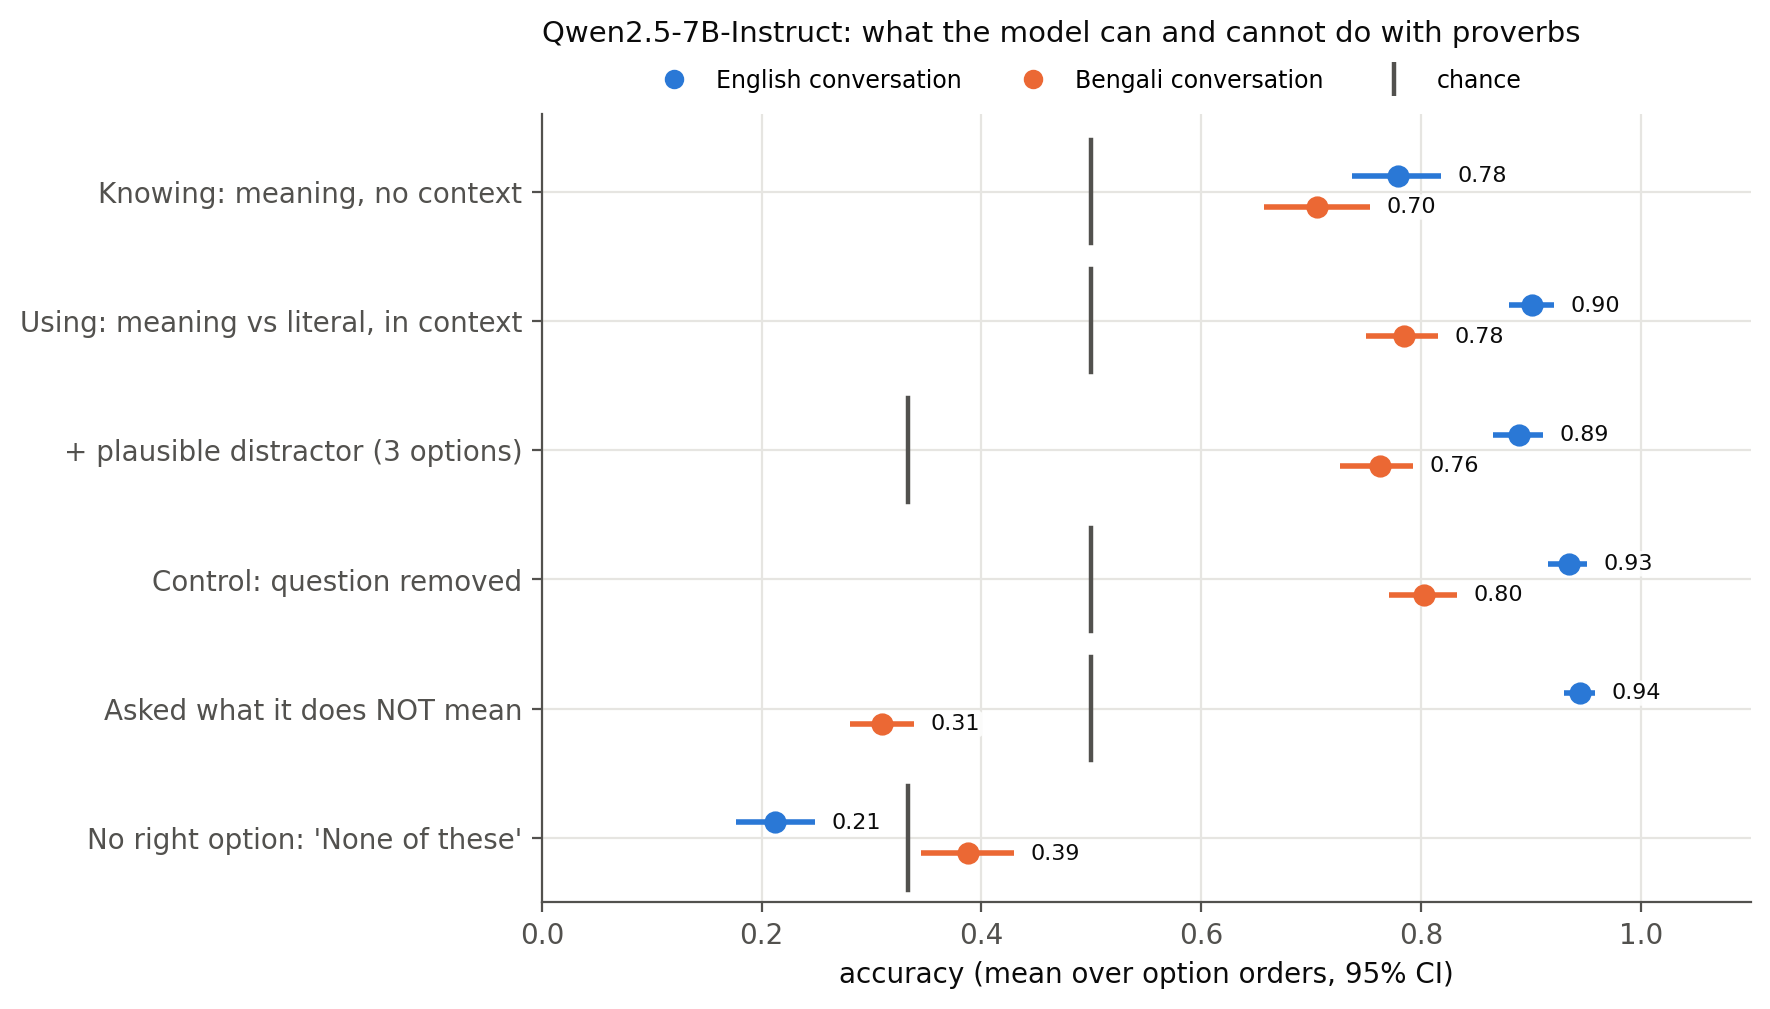 Qwen2.5-7B-Instruct: what the model can and cannot do with proverbs
English conversation
Bengali conversation
chance
Knowing: meaning, no context
0.78
0.70
Using: meaning vs literal, in context
0.90
0.78
+ plausible distractor (3 options)
0.89
0.76
Control: question removed
0.93
0.80
Asked what it does NOT mean
0.94
0.31
No right option: 'None of these'
0.21
0.39
0.0 0.2 0.4 0.6 0.8 1.0
accuracy (mean over option orders, 95% CI)